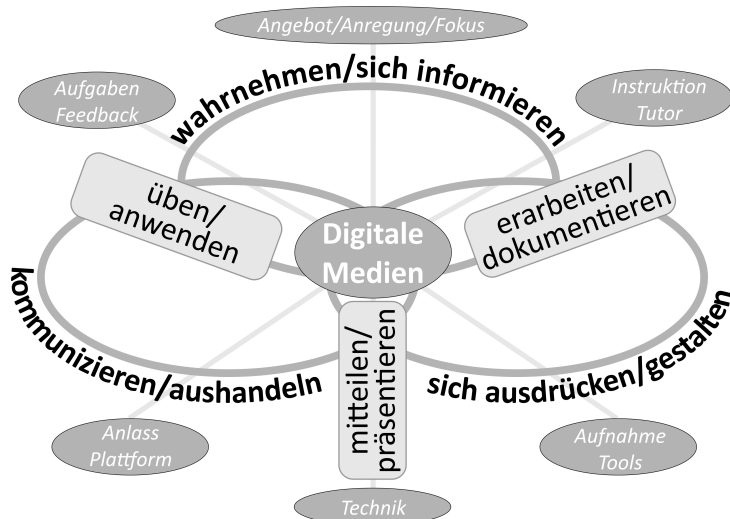 Angebot/Anregung/Fokus
wahrnehmen/sich informieren
Aufgaben
Feedback
Instruktion
Tutor
üben/
anwenden
erarbeiten/
dokumentieren
Digitale
Medien
kommunizieren/aushandeln
mitteilen/
präsentieren
sich ausdrücken/gestalten
Anlass
Plattform
Aufnahme
Tools
Technik